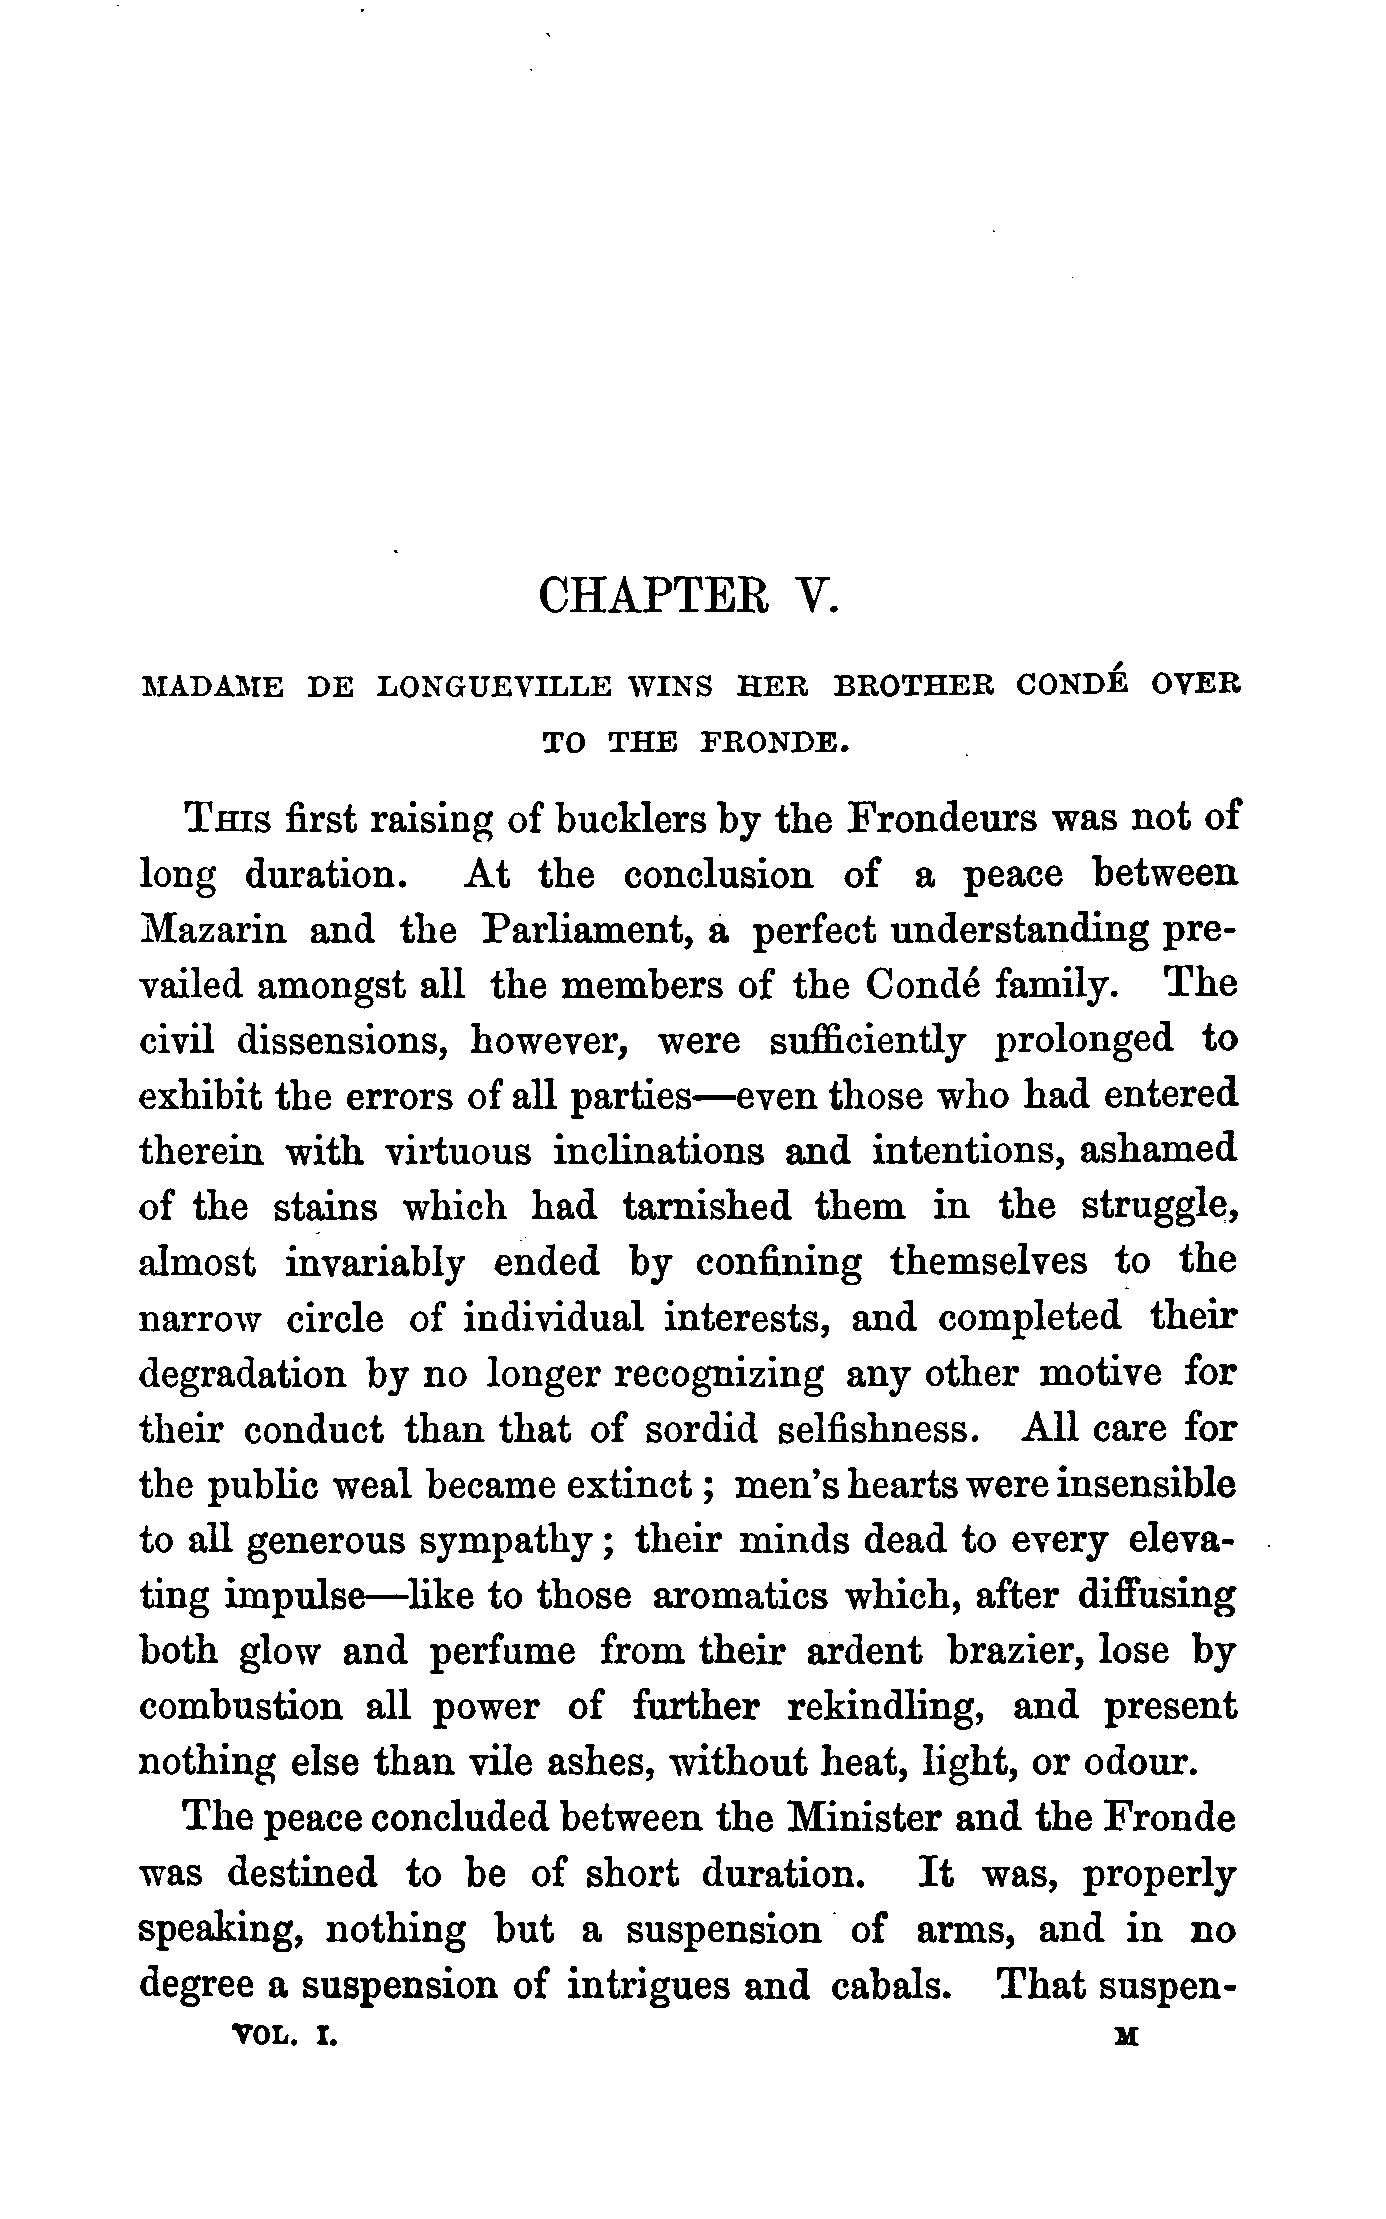 CHAPTER V.
MADAME DE LONGUEVILLE WINS HER BROTHER CONDÉ OVER
TO THE FRONDE.
THIS first raising of bucklers by the Frondeurs was not of
long duration. At the conclusion of a peace between
Mazarin and the Parliament, a perfect understanding pre-
vailed amongst all the members of the Condé family. The
civil dissensions, however, were sufficiently prolonged to
exhibit the errors of all parties—even those who had entered
therein with virtuous inclinations and intentions, ashamed
of the stains which had tarnished them in the struggle,
almost invariably ended by confining themselves to the
narrow circle of individual interests, and completed their
degradation by no longer recognizing any other motive for
their conduct than that of sordid selfishness. All care for
the public weal became extinct; men's hearts were insensible
to all generous sympathy; their minds dead to every eleva-
ting impulse—like to those aromatics which, after diffusing
both glow and perfume from their ardent brazier, lose by
combustion all power of further rekindling, and present
nothing else than vile ashes, without heat, light, or odour.
The peace concluded between the Minister and the Fronde
was destined to be of short duration. It was, properly
speaking, nothing but a suspension of arms, and in no
degree a suspension of intrigues and cabals. That suspen-
VOL. I. M